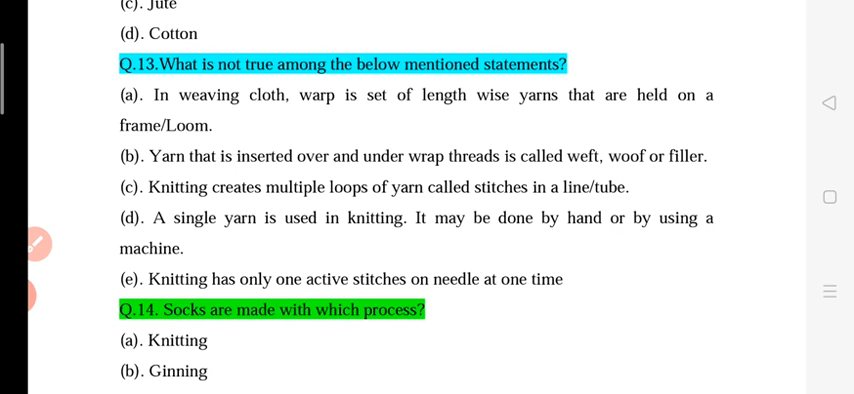 (c). Jute
(d). Cotton
Q.13.What is not true among the below mentioned statements?
(a). In weaving cloth, warp is set of length wise yarns that are held on a
frame/Loom.
(b). Yarn that is inserted over and under wrap threads is called weft, woof or filler.
(c). Knitting creates multiple loops of yarn called stitches in a line/tube.
(d). A single yarn is used in knitting. It may be done by hand or by using a
machine.
(e). Knitting has only one active stitches on needle at one time
Q.14. Socks are made with which process?
(a). Knitting
(b). Ginning